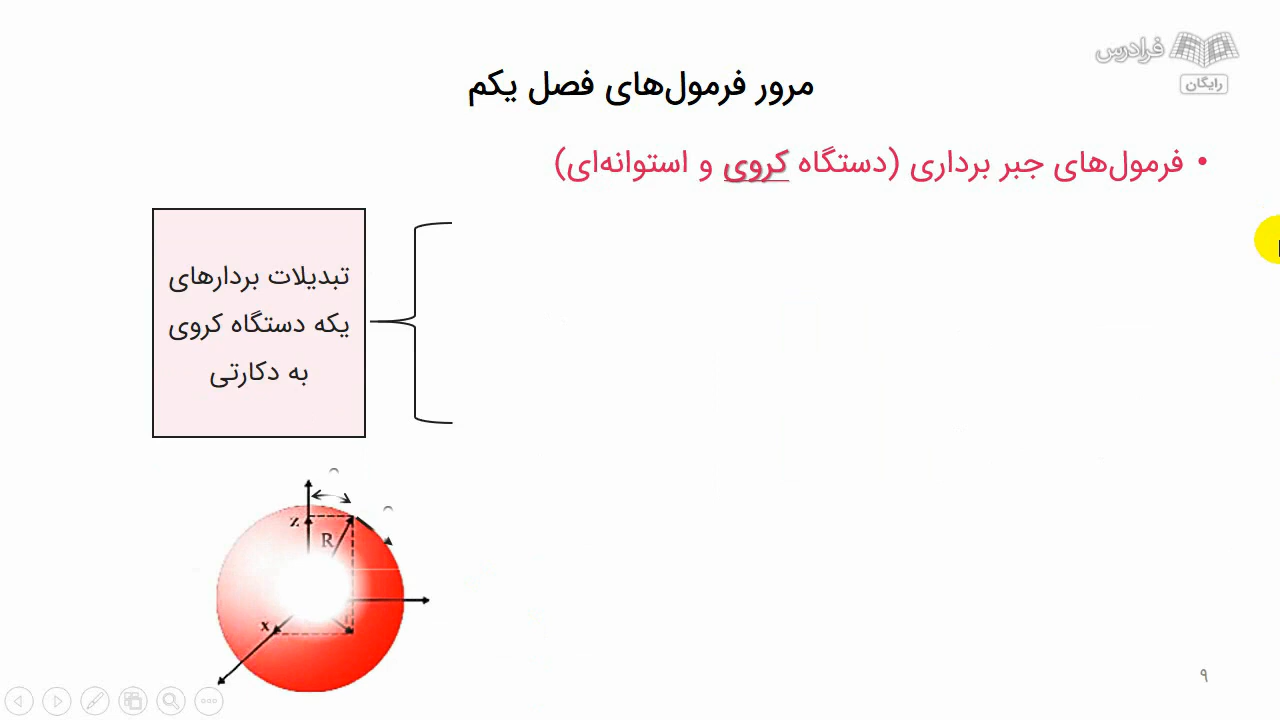 فرادرس
رایگان
مرور فرمول‌های فصل یکم
• فرمول‌های جبر برداری (دستگاه کروی و استوانه‌ای)
تبدیلات بردارهای
یکه دستگاه کروی
به دکارتی
z
R
x
۹